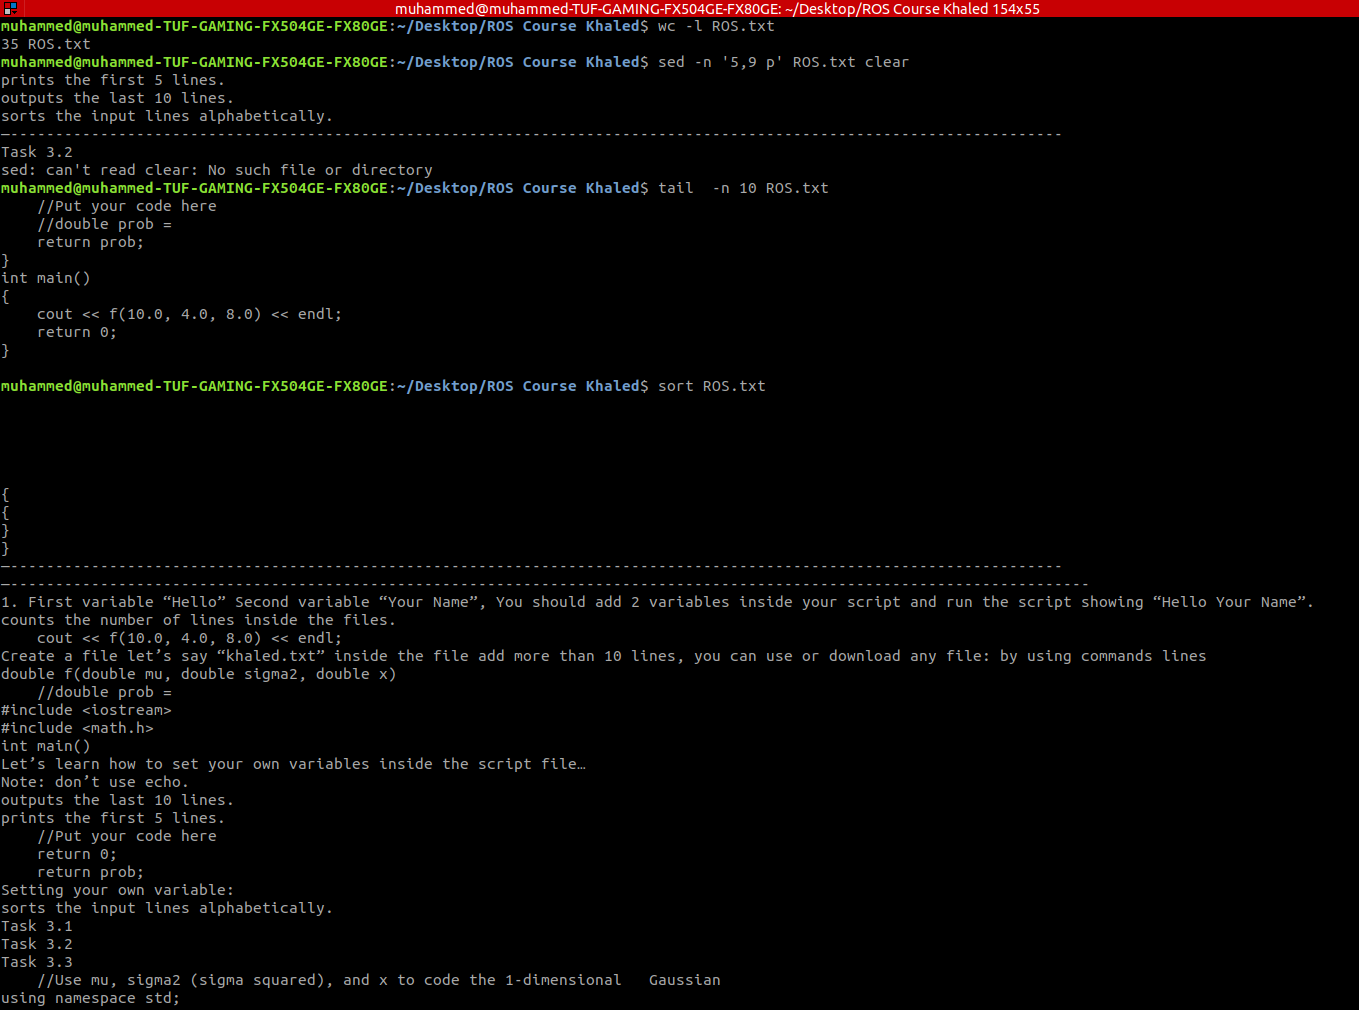 muhammed@muhammed-TUF-GAMING-FX504GE-FX80GE: ~/Desktop/ROS Course Khaled 154x55
muhammed@muhammed-TUF-GAMING-FX504GE-FX80GE:~/Desktop/ROS Course Khaled$ wc -l ROS.txt
35 ROS.txt
muhammed@muhammed-TUF-GAMING-FX504GE-FX80GE:~/Desktop/ROS Course Khaled$ sed -n '5,9 p' ROS.txt clear
prints the first 5 lines.
outputs the last 10 lines.
sorts the input lines alphabetically.
—---------------------------------------------------------------------------------------------------------------------
Task 3.2
sed: can't read clear: No such file or directory
muhammed@muhammed-TUF-GAMING-FX504GE-FX80GE:~/Desktop/ROS Course Khaled$ tail  -n 10 ROS.txt
    //Put your code here
    //double prob =
    return prob;
}
int main()
{
    cout << f(10.0, 4.0, 8.0) << endl;
    return 0;
}
muhammed@muhammed-TUF-GAMING-FX504GE-FX80GE:~/Desktop/ROS Course Khaled$ sort ROS.txt
{
{
}
}
—---------------------------------------------------------------------------------------------------------------------
—------------------------------------------------------------------------------------------------------------------------
1. First variable “Hello” Second variable “Your Name”, You should add 2 variables inside your script and run the script showing “Hello Your Name”.
counts the number of lines inside the files.
    cout << f(10.0, 4.0, 8.0) << endl;
Create a file let’s say “khaled.txt” inside the file add more than 10 lines, you can use or download any file: by using commands lines
double f(double mu, double sigma2, double x)
    //double prob =
#include <iostream>
#include <math.h>
int main()
Let’s learn how to set your own variables inside the script file…
Note: don’t use echo.
outputs the last 10 lines.
prints the first 5 lines.
    //Put your code here
    return 0;
    return prob;
Setting your own variable:
sorts the input lines alphabetically.
Task 3.1
Task 3.2
Task 3.3
    //Use mu, sigma2 (sigma squared), and x to code the 1-dimensional   Gaussian
using namespace std;